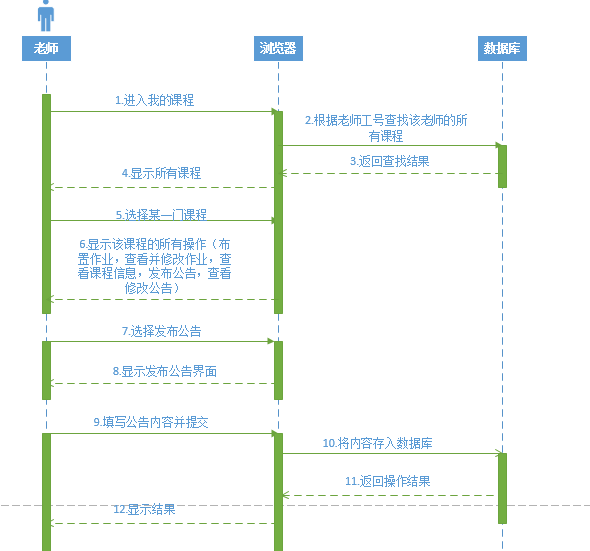 老师
浏览器
数据库
1.进入我的课程
2.根据老师工号查找该老师的所
有课程
3.返回查找结果
4.显示所有课程
5.选择某一门课程
6.显示该课程的所有操作（布
置作业，查看并修改作业，查
看课程信息，发布公告，查看
修改公告）
7.选择发布公告
8.显示发布公告界面
9.填写公告内容并提交
10.将内容存入数据库
11.返回操作结果
12.显示结果